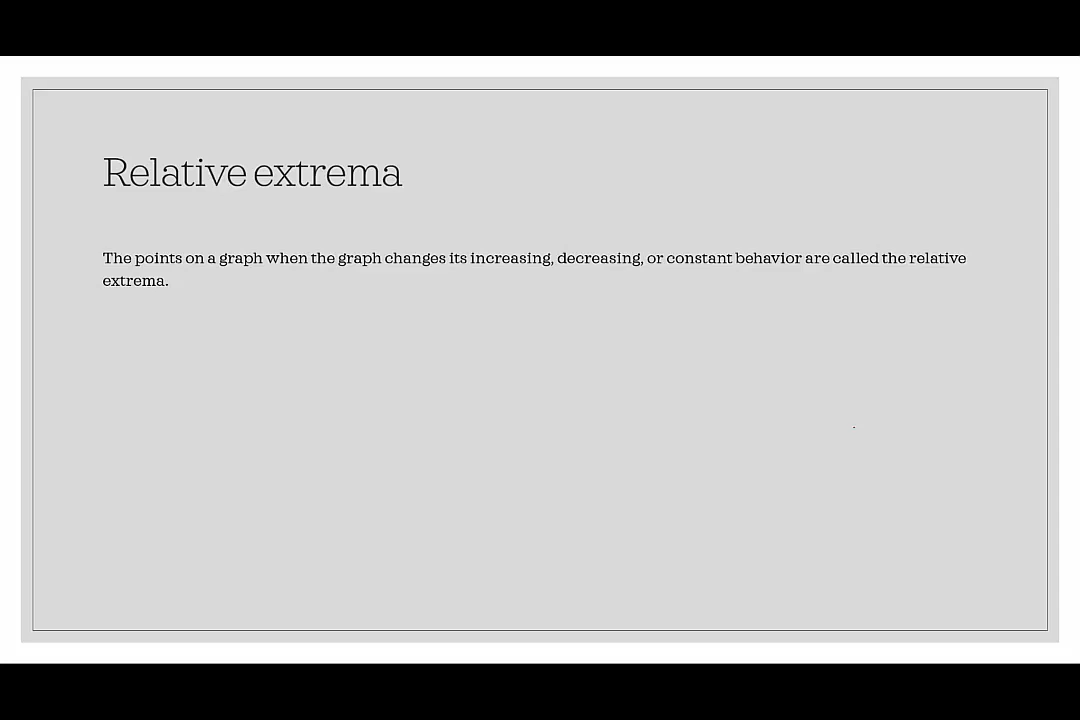 Relative extrema
The points on a graph when the graph changes its increasing, decreasing, or constant behavior are called the relative
extrema.